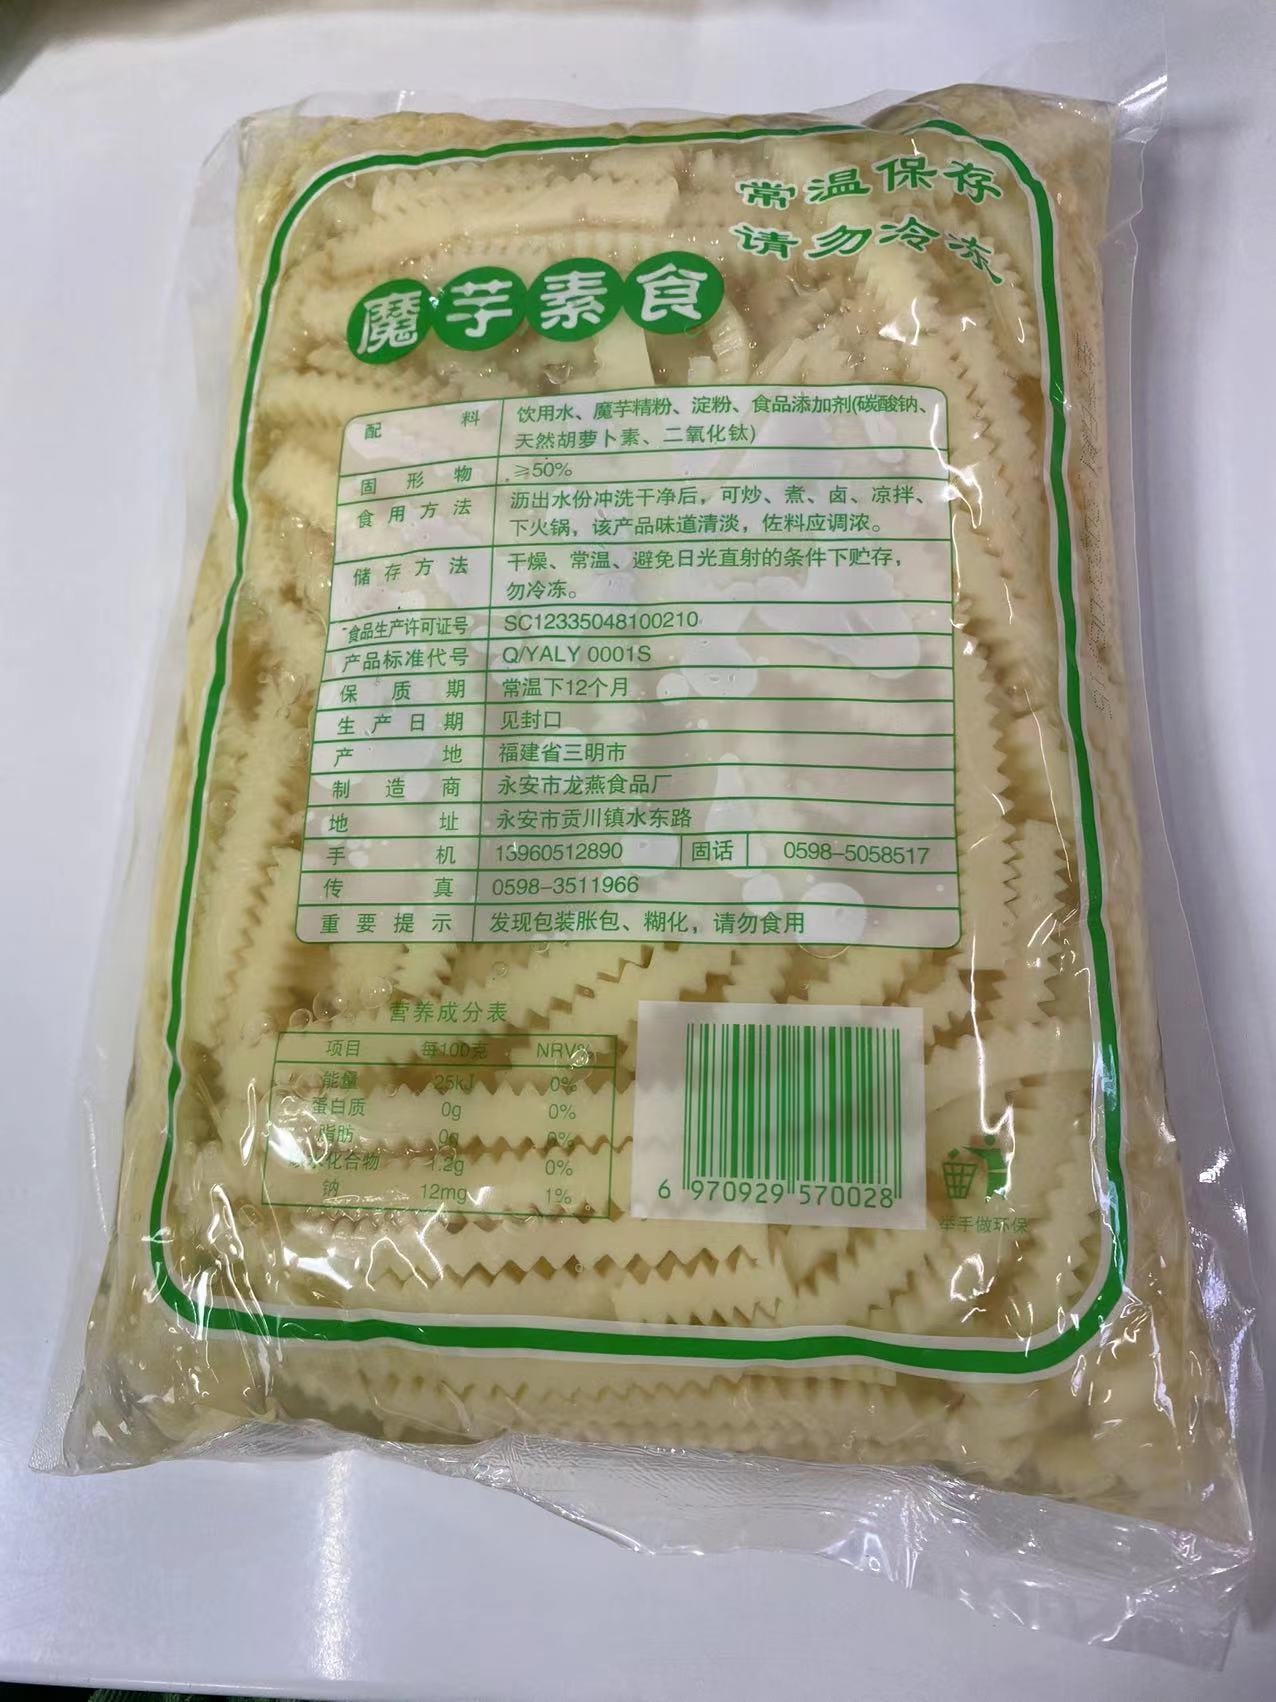 常温保存
请勿冷冻
魔芋素食
配料 饮用水、魔芋精粉、淀粉、食品添加剂(碳酸钠、
天然胡萝卜素、二氧化钛)
固形物 ≥50%
食用方法 沥出水份冲洗干净后，可炒、煮、卤、凉拌、
下火锅，该产品味道清淡，佐料应调浓。
储存方法 干燥、常温、避免日光直射的条件下贮存，
勿冷冻。
食品生产许可证号 SC12335048100210
产品标准代号 Q/YALY 0001S
保质期 常温下12个月
生产日期 见封口
产地 福建省三明市
制造商 永安市龙燕食品厂
地址 永安市贡川镇水东路
手机 13960512890 固话 0598-5058517
传真 0598-3511966
重要提示 发现包装胀包、糊化，请勿食用
营养成分表
项目 每100克 NRV%
能量 25kJ 0%
蛋白质 0g 0%
脂肪 0g 0%
化合物 1.2g 0%
钠 12mg 1%
6 970929 570028
举手做环保